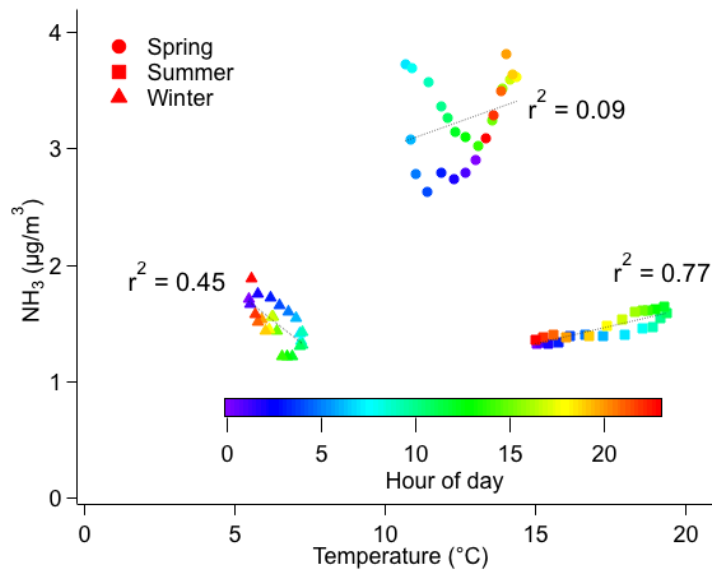 4
3
2
1
0
NH₃ (µg/m³)
Spring
Summer
Winter
r² = 0.09
r² = 0.45
r² = 0.77
0 5 10 15 20
Hour of day
0 5 10 15 20
Temperature (°C)